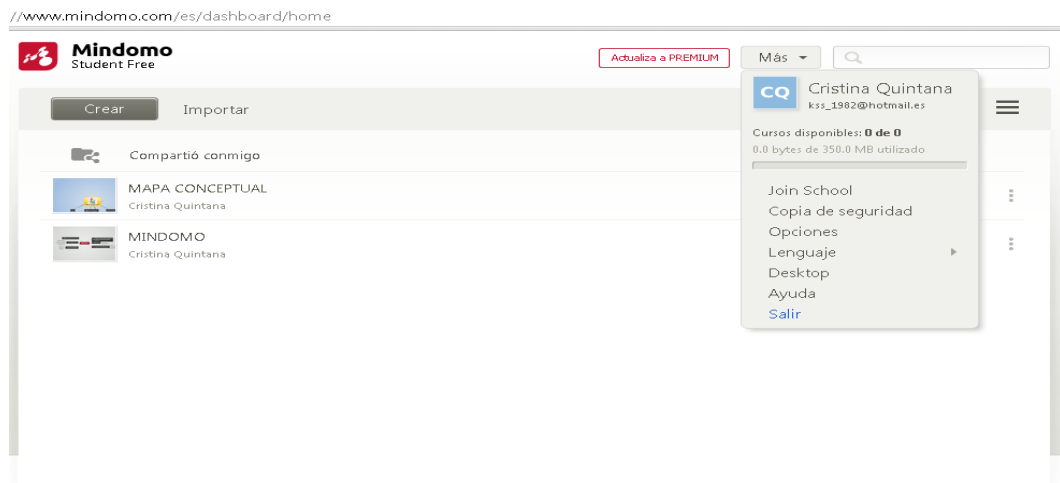 //www.mindomo.com/es/dashboard/home
Mindomo
Student Free
Actualiza a PREMIUM
Más
CQ
Cristina Quintana
kss_1982@hotmail.es
Crear
Importar
Cursos disponibles: 0 de 0
0.0 bytes de 350.0 MB utilizado
Compartió conmigo
MAPA CONCEPTUAL
Cristina Quintana
MINDOMO
Cristina Quintana
Join School
Copia de seguridad
Opciones
Lenguaje
Desktop
Ayuda
Salir